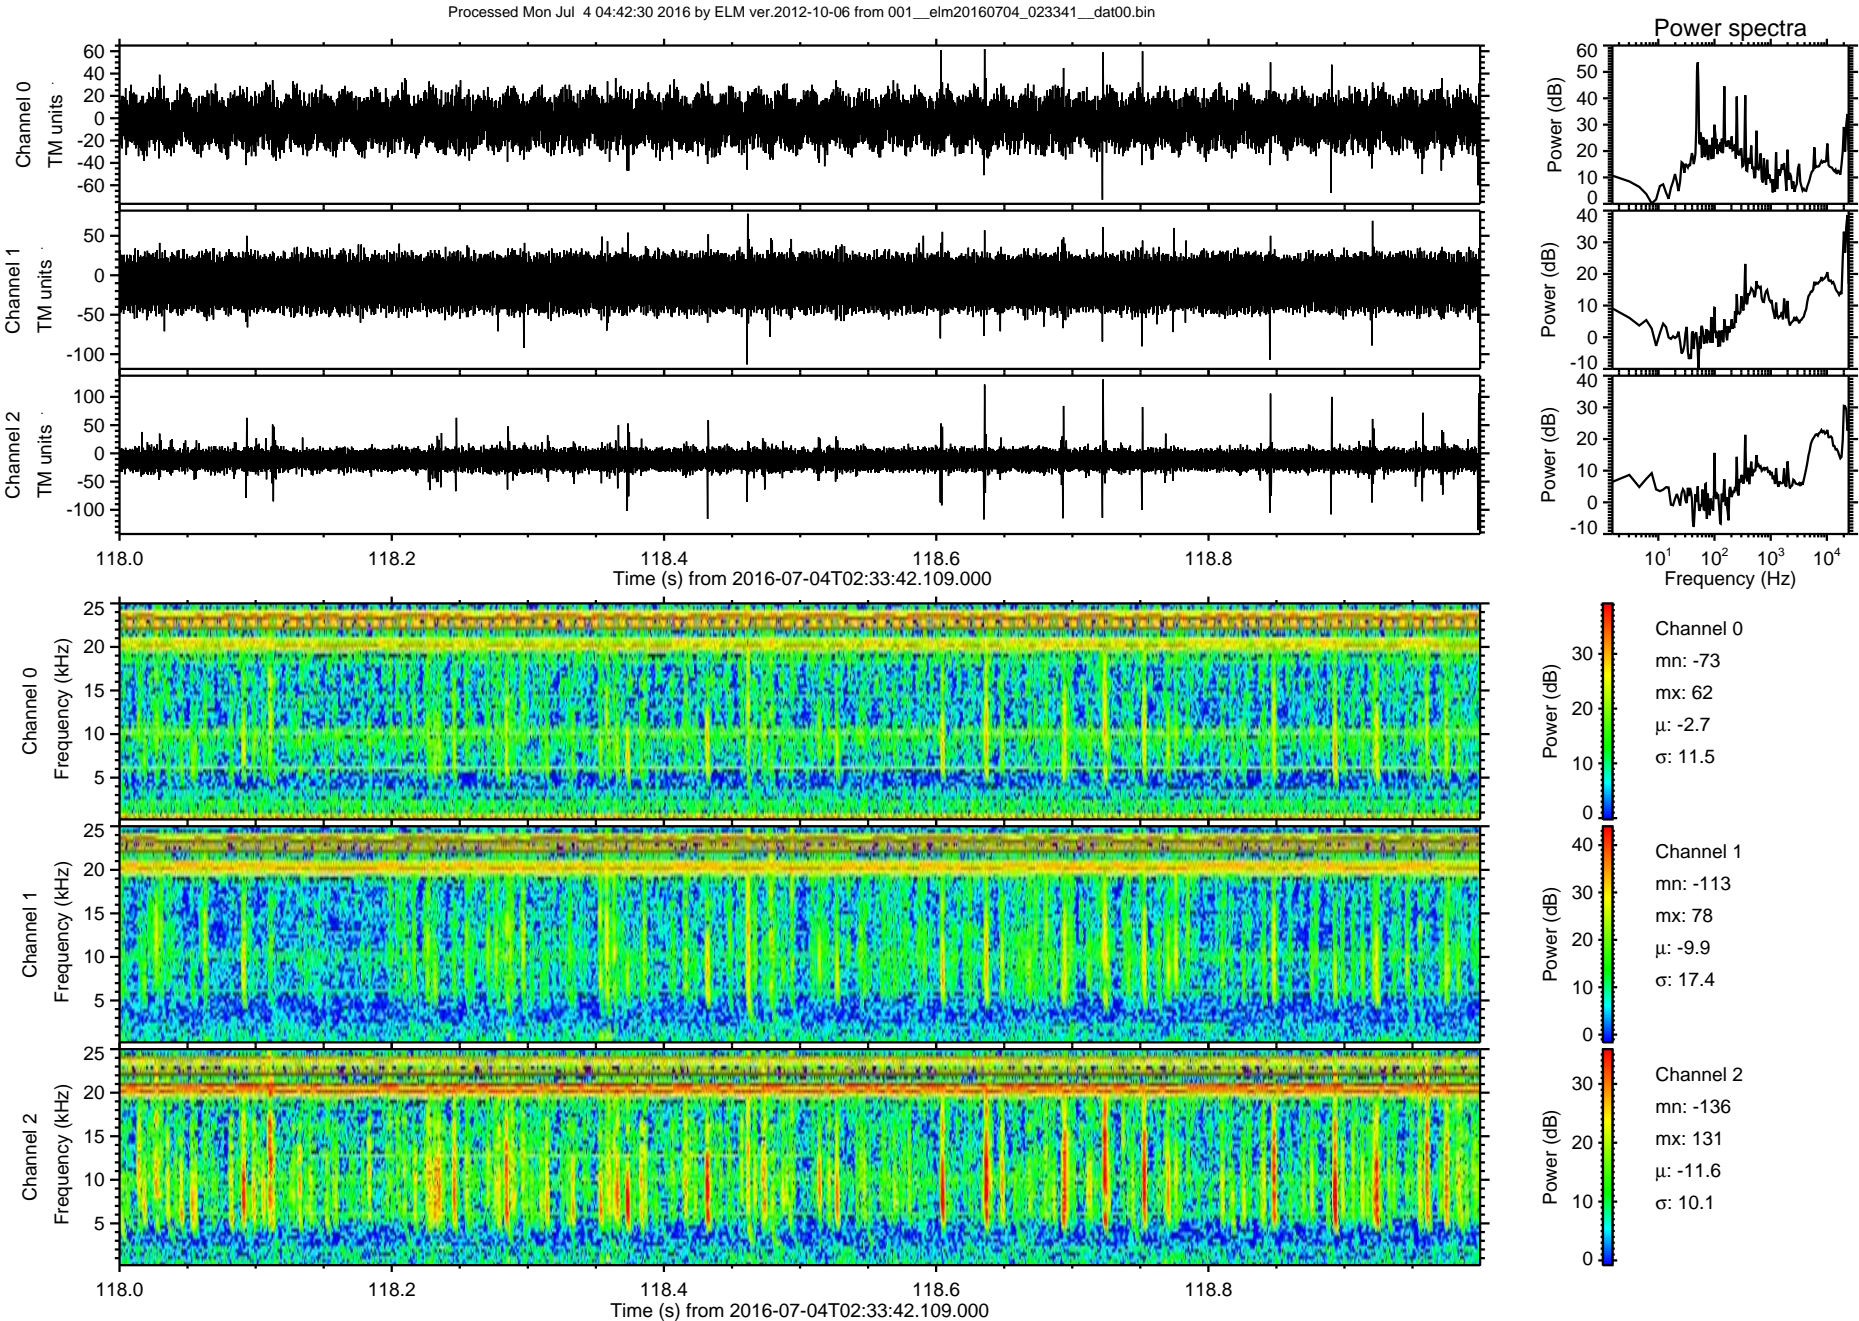 Processed Mon Jul 4 04:42:30 2016 by ELM ver.2012-10-06 from 001__elm20160704_023341__dat00.bin
Power spectra
Channel 0
TM units
60
40
20
0
-20
-40
-60
Power (dB)
60
50
40
30
20
10
0
Channel 1
TM units
50
0
-50
-100
Power (dB)
40
30
20
10
0
-10
Channel 2
TM units
100
50
0
-50
-100
Power (dB)
40
30
20
10
0
-10
118.0 118.2 118.4 118.6 118.8
Time (s) from 2016-07-04T02:33:42.109.000
10^1 10^2 10^3 10^4
Frequency (Hz)
Channel 0
Frequency (kHz)
25
20
15
10
5
Power (dB)
30
20
10
0
Channel 0
mn: -73
mx: 62
μ: -2.7
σ: 11.5
Channel 1
Frequency (kHz)
25
20
15
10
5
Power (dB)
40
30
20
10
0
Channel 1
mn: -113
mx: 78
μ: -9.9
σ: 17.4
Channel 2
Frequency (kHz)
25
20
15
10
5
Power (dB)
30
20
10
0
Channel 2
mn: -136
mx: 131
μ: -11.6
σ: 10.1
118.0 118.2 118.4 118.6 118.8
Time (s) from 2016-07-04T02:33:42.109.000